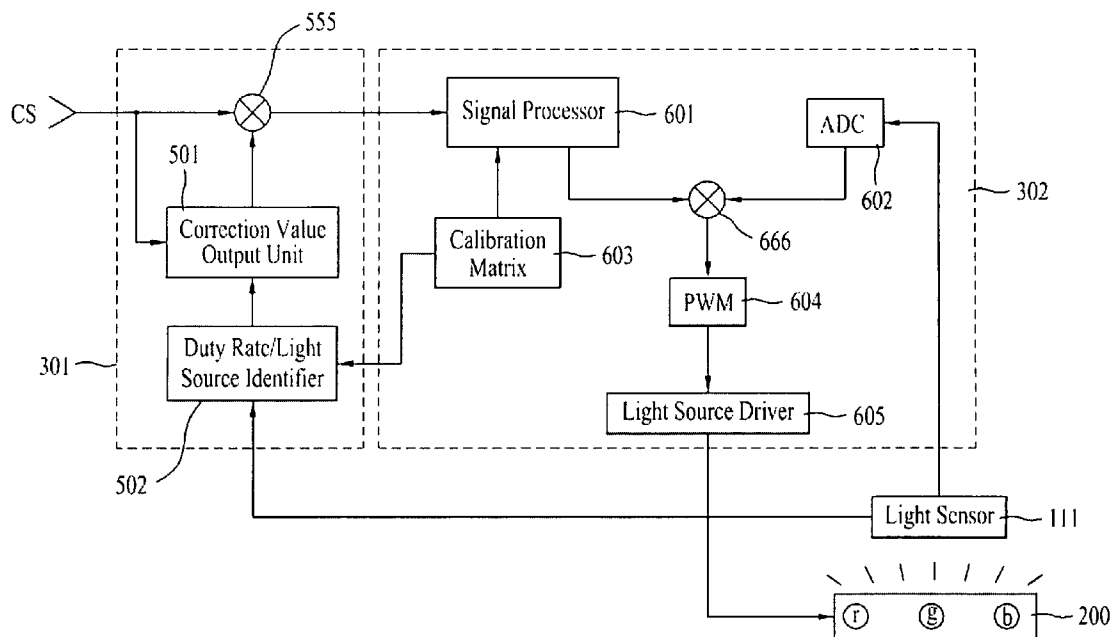 555
CS
Signal Processor
601
ADC
602
302
501
Correction Value
Output Unit
Calibration
Matrix
603
666
PWM
604
301
Duty Rate/Light
Source Identifier
502
Light Source Driver
605
Light Sensor
111
r
g
b
200